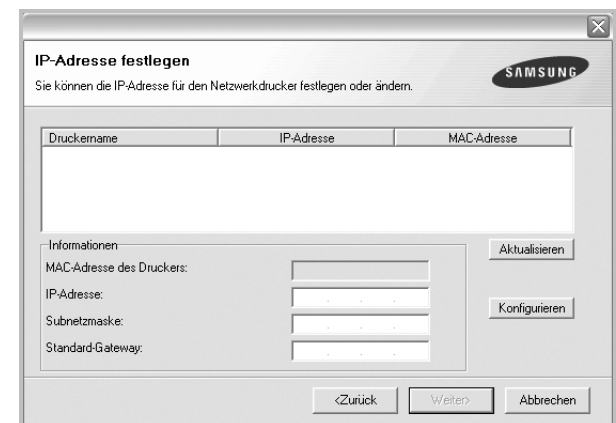 IP-Adresse festlegen
Sie können die IP-Adresse für den Netzwerkdrucker festlegen oder ändern.
SAMSUNG
Druckername IP-Adresse MAC-Adresse
Informationen
Aktualisieren
MAC-Adresse des Druckers:
IP-Adresse:
Konfigurieren
Subnetzmaske:
Standard-Gateway:
<Zurück Weiter> Abbrechen